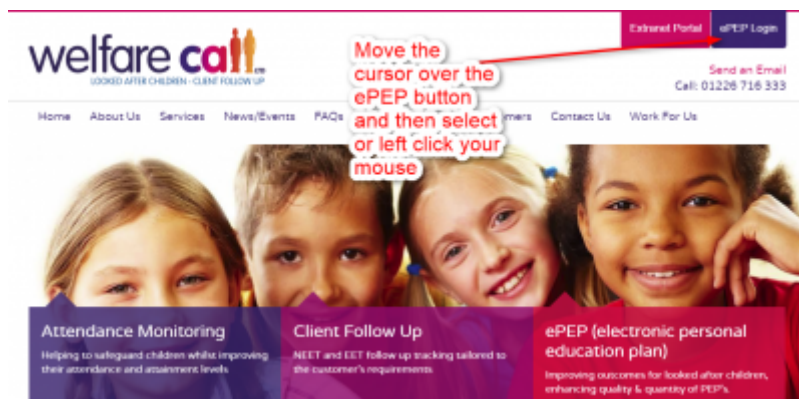 Extranet Portal ePEP Login
welfare call LTD
LOOKED AFTER CHILDREN - CLIENT FOLLOW UP
Move the
cursor over the
ePEP button
and then select
or left click your
mouse
Send an Email
Call: 01226 716 333
Home About Us Services News/Events FAQs Contact Us Work For Us
Attendance Monitoring
Helping to safeguard children whilst improving
their attendance and attainment levels
Client Follow Up
NEET and EET follow up tracking tailored to
the customer's requirements
ePEP (electronic personal
education plan)
Improving outcomes for looked after children,
enhancing quality & quantity of PEP's.